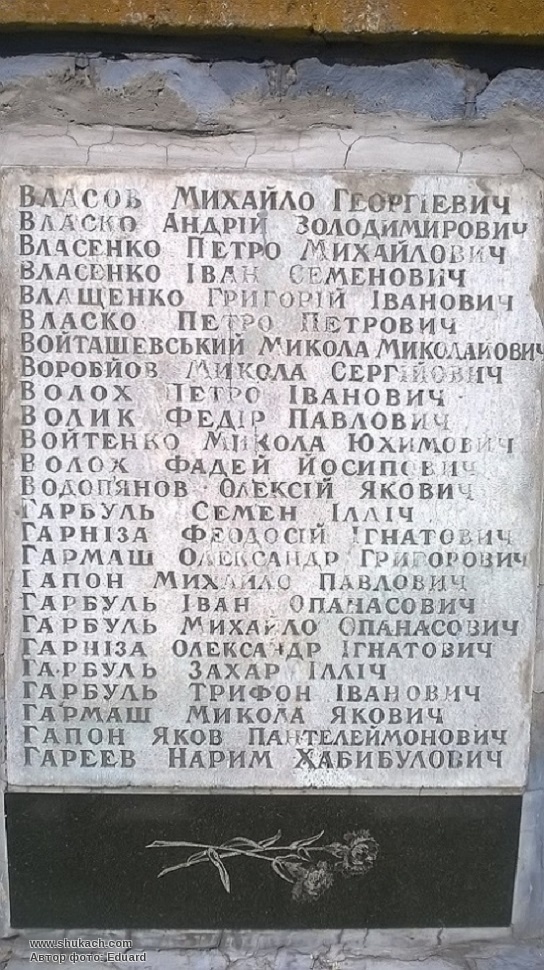 ВЛАСОВ МИХАЙЛО ГЕОРГІЕВИЧ
ВЛАСКО АНДРІЙ ЗОЛОДИМИРОВИЧ
ВЛАСЕНКО ПЕТРО МИХАЙЛОВИЧ
ВЛАСЕНКО ІВАН СЕМЕНОВИЧ
ВЛАЩЕНКО ГРИГОРІЙ ІВАНОВИЧ
ВЛАСКО ПЕТРО ПЕТРОВИЧ
ВОЙТАШЕВСЬКИЙ МИКОЛА МИКОЛАЙОВИЧ
ВОРОБЙОВ МИКОЛА СЕРГІЙОВИЧ
ВОЛОХ ПЕТРО ІВАНОВИЧ
ВОЛИК ФЕДІР ПАВЛОВИЧ
ВОЙТЕНКО МИКОЛА ЮХИМОВИЧ
ВОЛОХ ФАДЕЙ ЙОСИПОВИЧ
ВОДОП'ЯНОВ ОЛЕКСІЙ ЯКОВИЧ
ГАРБУЛЬ СЕМЕН ІЛЛІЧ
ГАРНІЗА ФЕОДОСІЙ ІГНАТОВИЧ
ГАРМАШ ОЛЕКСАНДР ГРИГОРОВИЧ
ГАПОН МИХАЙЛО ПАВЛОВИЧ
ГАРБУЛЬ ІВАН ОПАНАСОВИЧ
ГАРБУЛЬ МИХАЙЛО ОПАНАСОВИЧ
ГАРНІЗА ОЛЕКСАНДР ІГНАТОВИЧ
ГАРБУЛЬ ЗАХАР ІЛЛІЧ
ГАРБУЛЬ ТРИФОН ІВАНОВИЧ
ГАРМАШ МИКОЛА ЯКОВИЧ
ГАПОН ЯКОВ ПАНТЕЛЕЙМОНОВИЧ
ГАРЕЕВ НАРИМ ХАБИБУЛОВИЧ
www.shukach.com
Автор фото: Eduard